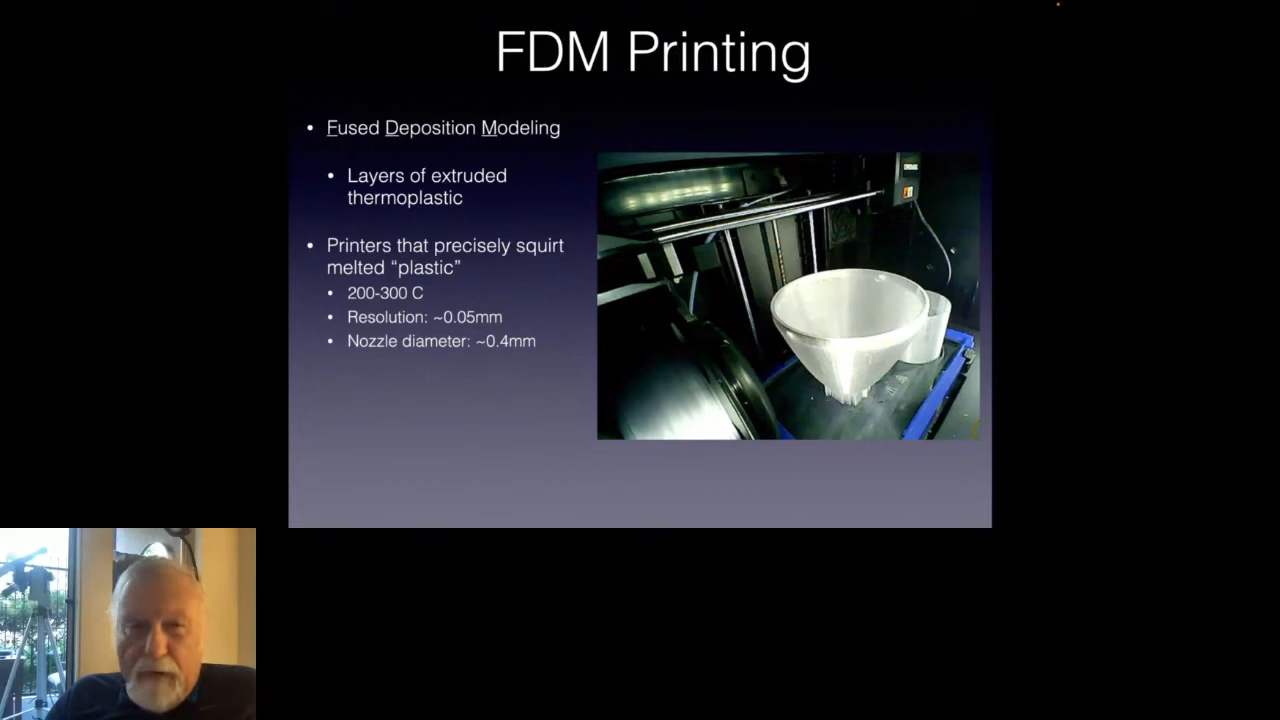 FDM Printing
• Fused Deposition Modeling
• Layers of extruded
thermoplastic
• Printers that precisely squirt
melted “plastic”
• 200-300 C
• Resolution: ~0.05mm
• Nozzle diameter: ~0.4mm